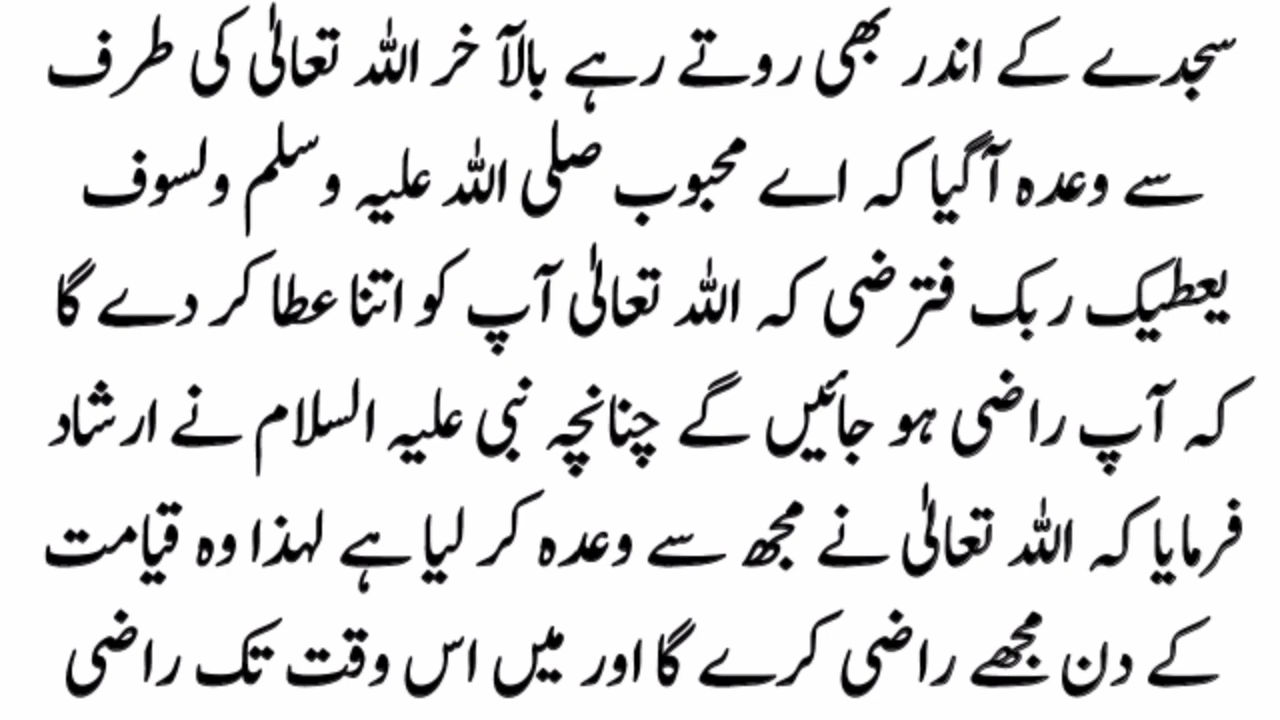 سجدے کے اندر بھی روتے رہے بالآ خر اللہ تعالیٰ کی طرف
سے وعدہ آگیا کہ اے محبوب صلی اللہ علیہ وسلم ولسوف
یعطیک ربک فترضی کہ اللہ تعالیٰ آپ کو اتنا عطا کر دے گا
کہ آپ راضی ہو جائیں گے چنانچہ نبی علیہ السلام نے ارشاد
فرمایا کہ اللہ تعالیٰ نے مجھ سے وعدہ کر لیا ہے لہذا وہ قیامت
کے دن مجھے راضی کرے گا اور میں اس وقت تک راضی